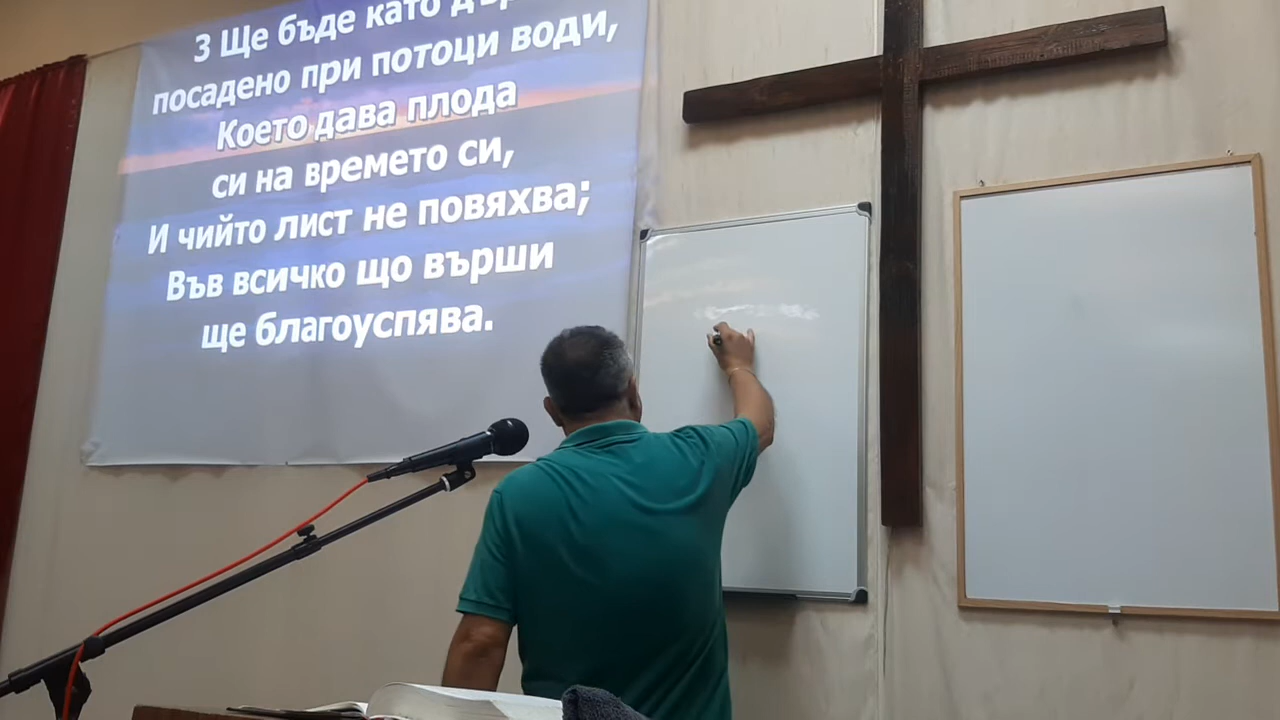 3 Ще бъде като
посадено при потоци води,
Което дава плода
си на времето си,
И чийто лист не повяхва;
Във всичко що върши
ще благоуспява.